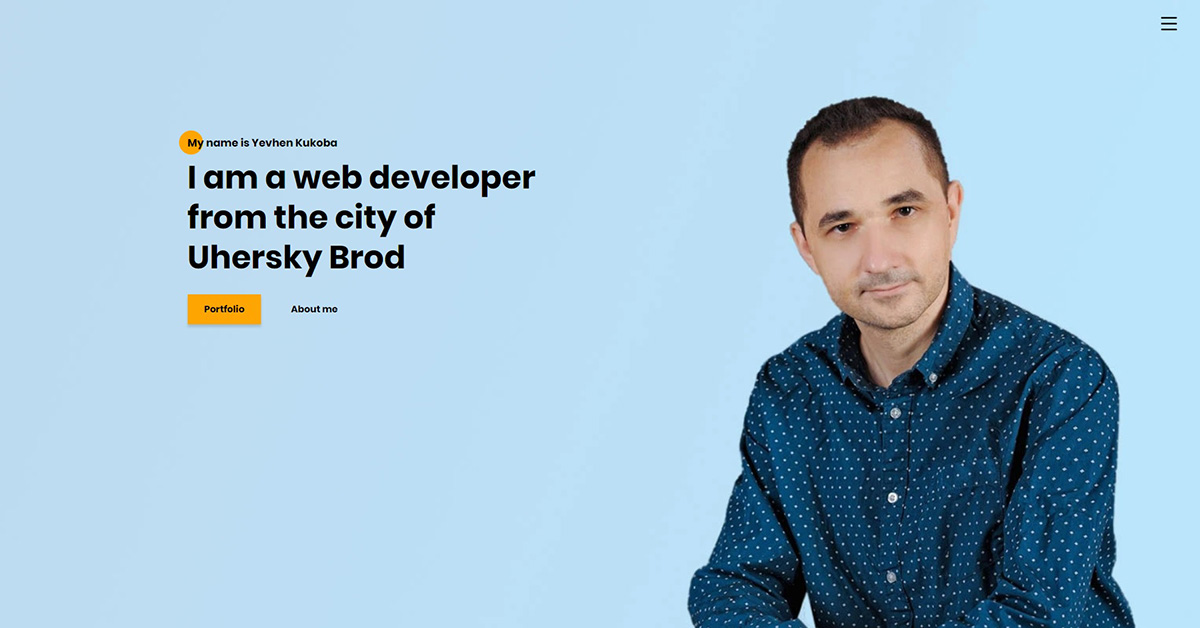 My name is Yevhen Kukoba
I am a web developer
from the city of
Uhersky Brod
Portfolio
About me